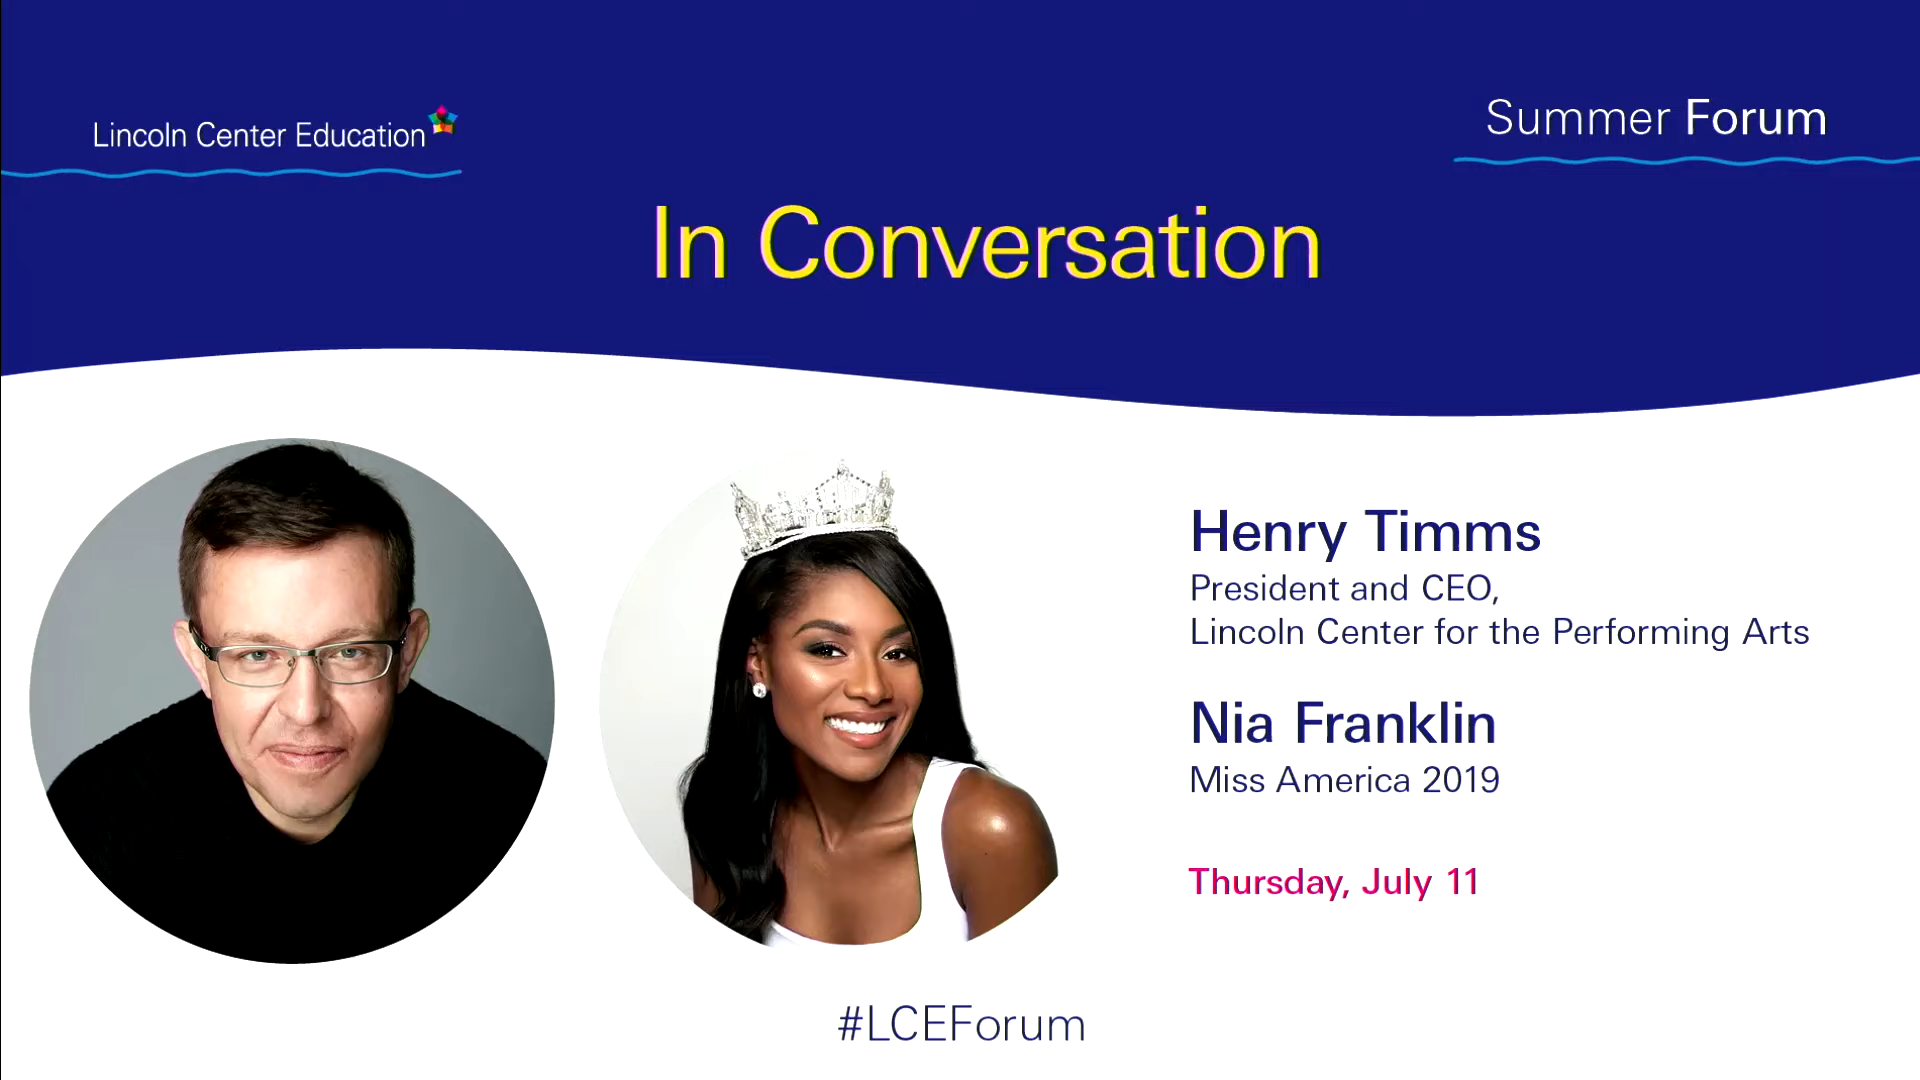 Lincoln Center Education
Summer Forum
In Conversation
Henry Timms
President and CEO,
Lincoln Center for the Performing Arts
Nia Franklin
Miss America 2019
Thursday, July 11
#LCEForum